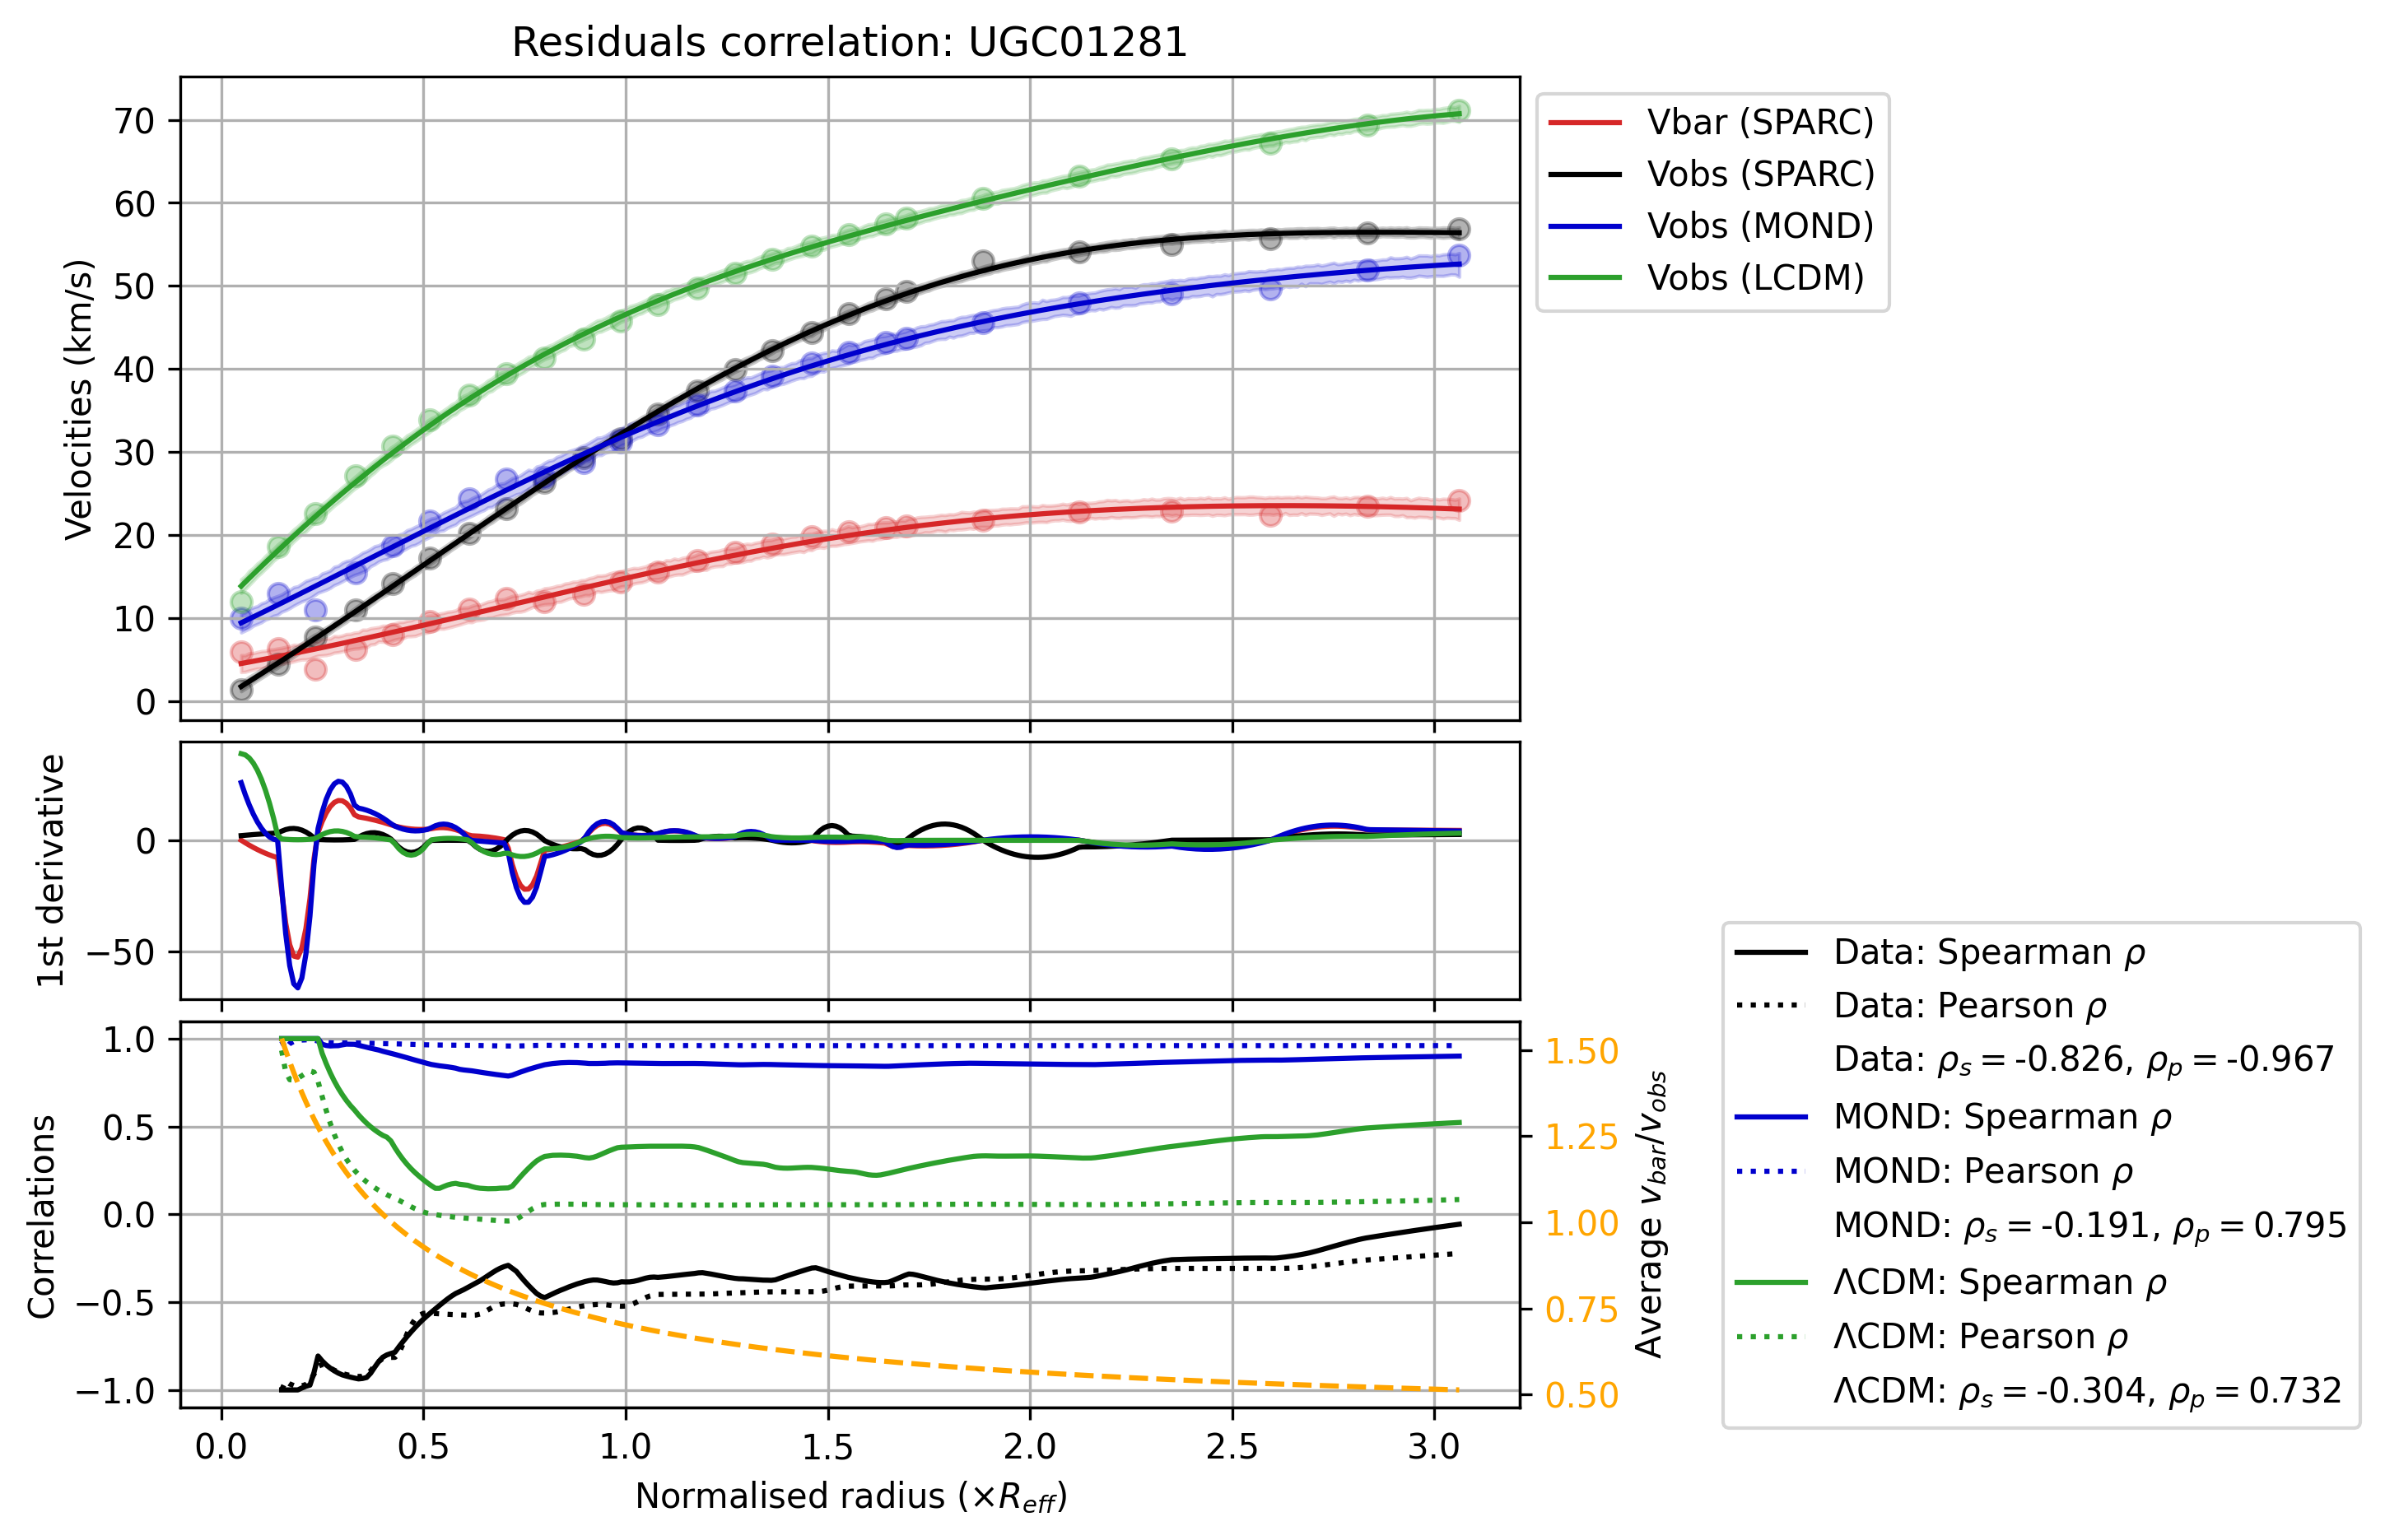 Residuals correlation: UGC01281
Velocities (km/s)
70
60
50
40
30
20
10
0
Vbar (SPARC)
Vobs (SPARC)
Vobs (MOND)
Vobs (LCDM)
1st derivative
0
−50
Correlations
1.0
0.5
0.0
−0.5
−1.0
1.50
1.25
1.00
0.75
0.50
Average v_bar/v_obs
0.0 0.5 1.0 1.5 2.0 2.5 3.0
Normalised radius (×R_eff)
Data: Spearman ρ
Data: Pearson ρ
Data: ρ_s = -0.826, ρ_p = -0.967
MOND: Spearman ρ
MOND: Pearson ρ
MOND: ρ_s = -0.191, ρ_p = 0.795
ΛCDM: Spearman ρ
ΛCDM: Pearson ρ
ΛCDM: ρ_s = -0.304, ρ_p = 0.732